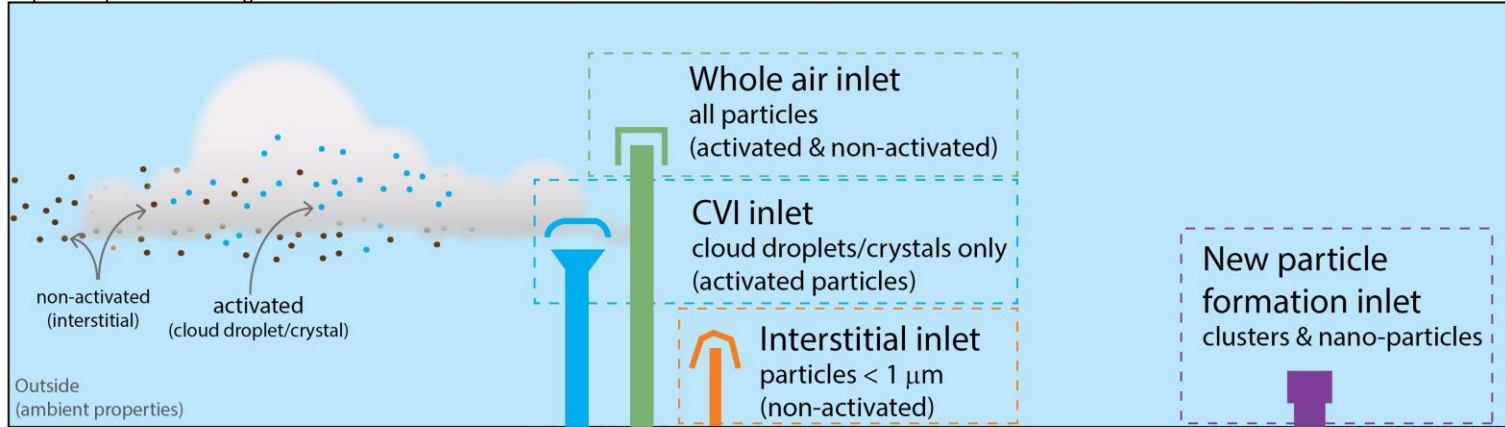 non-activated
(interstitial)
activated
(cloud droplet/crystal)
Outside
(ambient properties)
Whole air inlet
all particles
(activated & non-activated)
CVI inlet
cloud droplets/crystals only
(activated particles)
Interstitial inlet
particles < 1 μm
(non-activated)
New particle
formation inlet
clusters & nano-particles